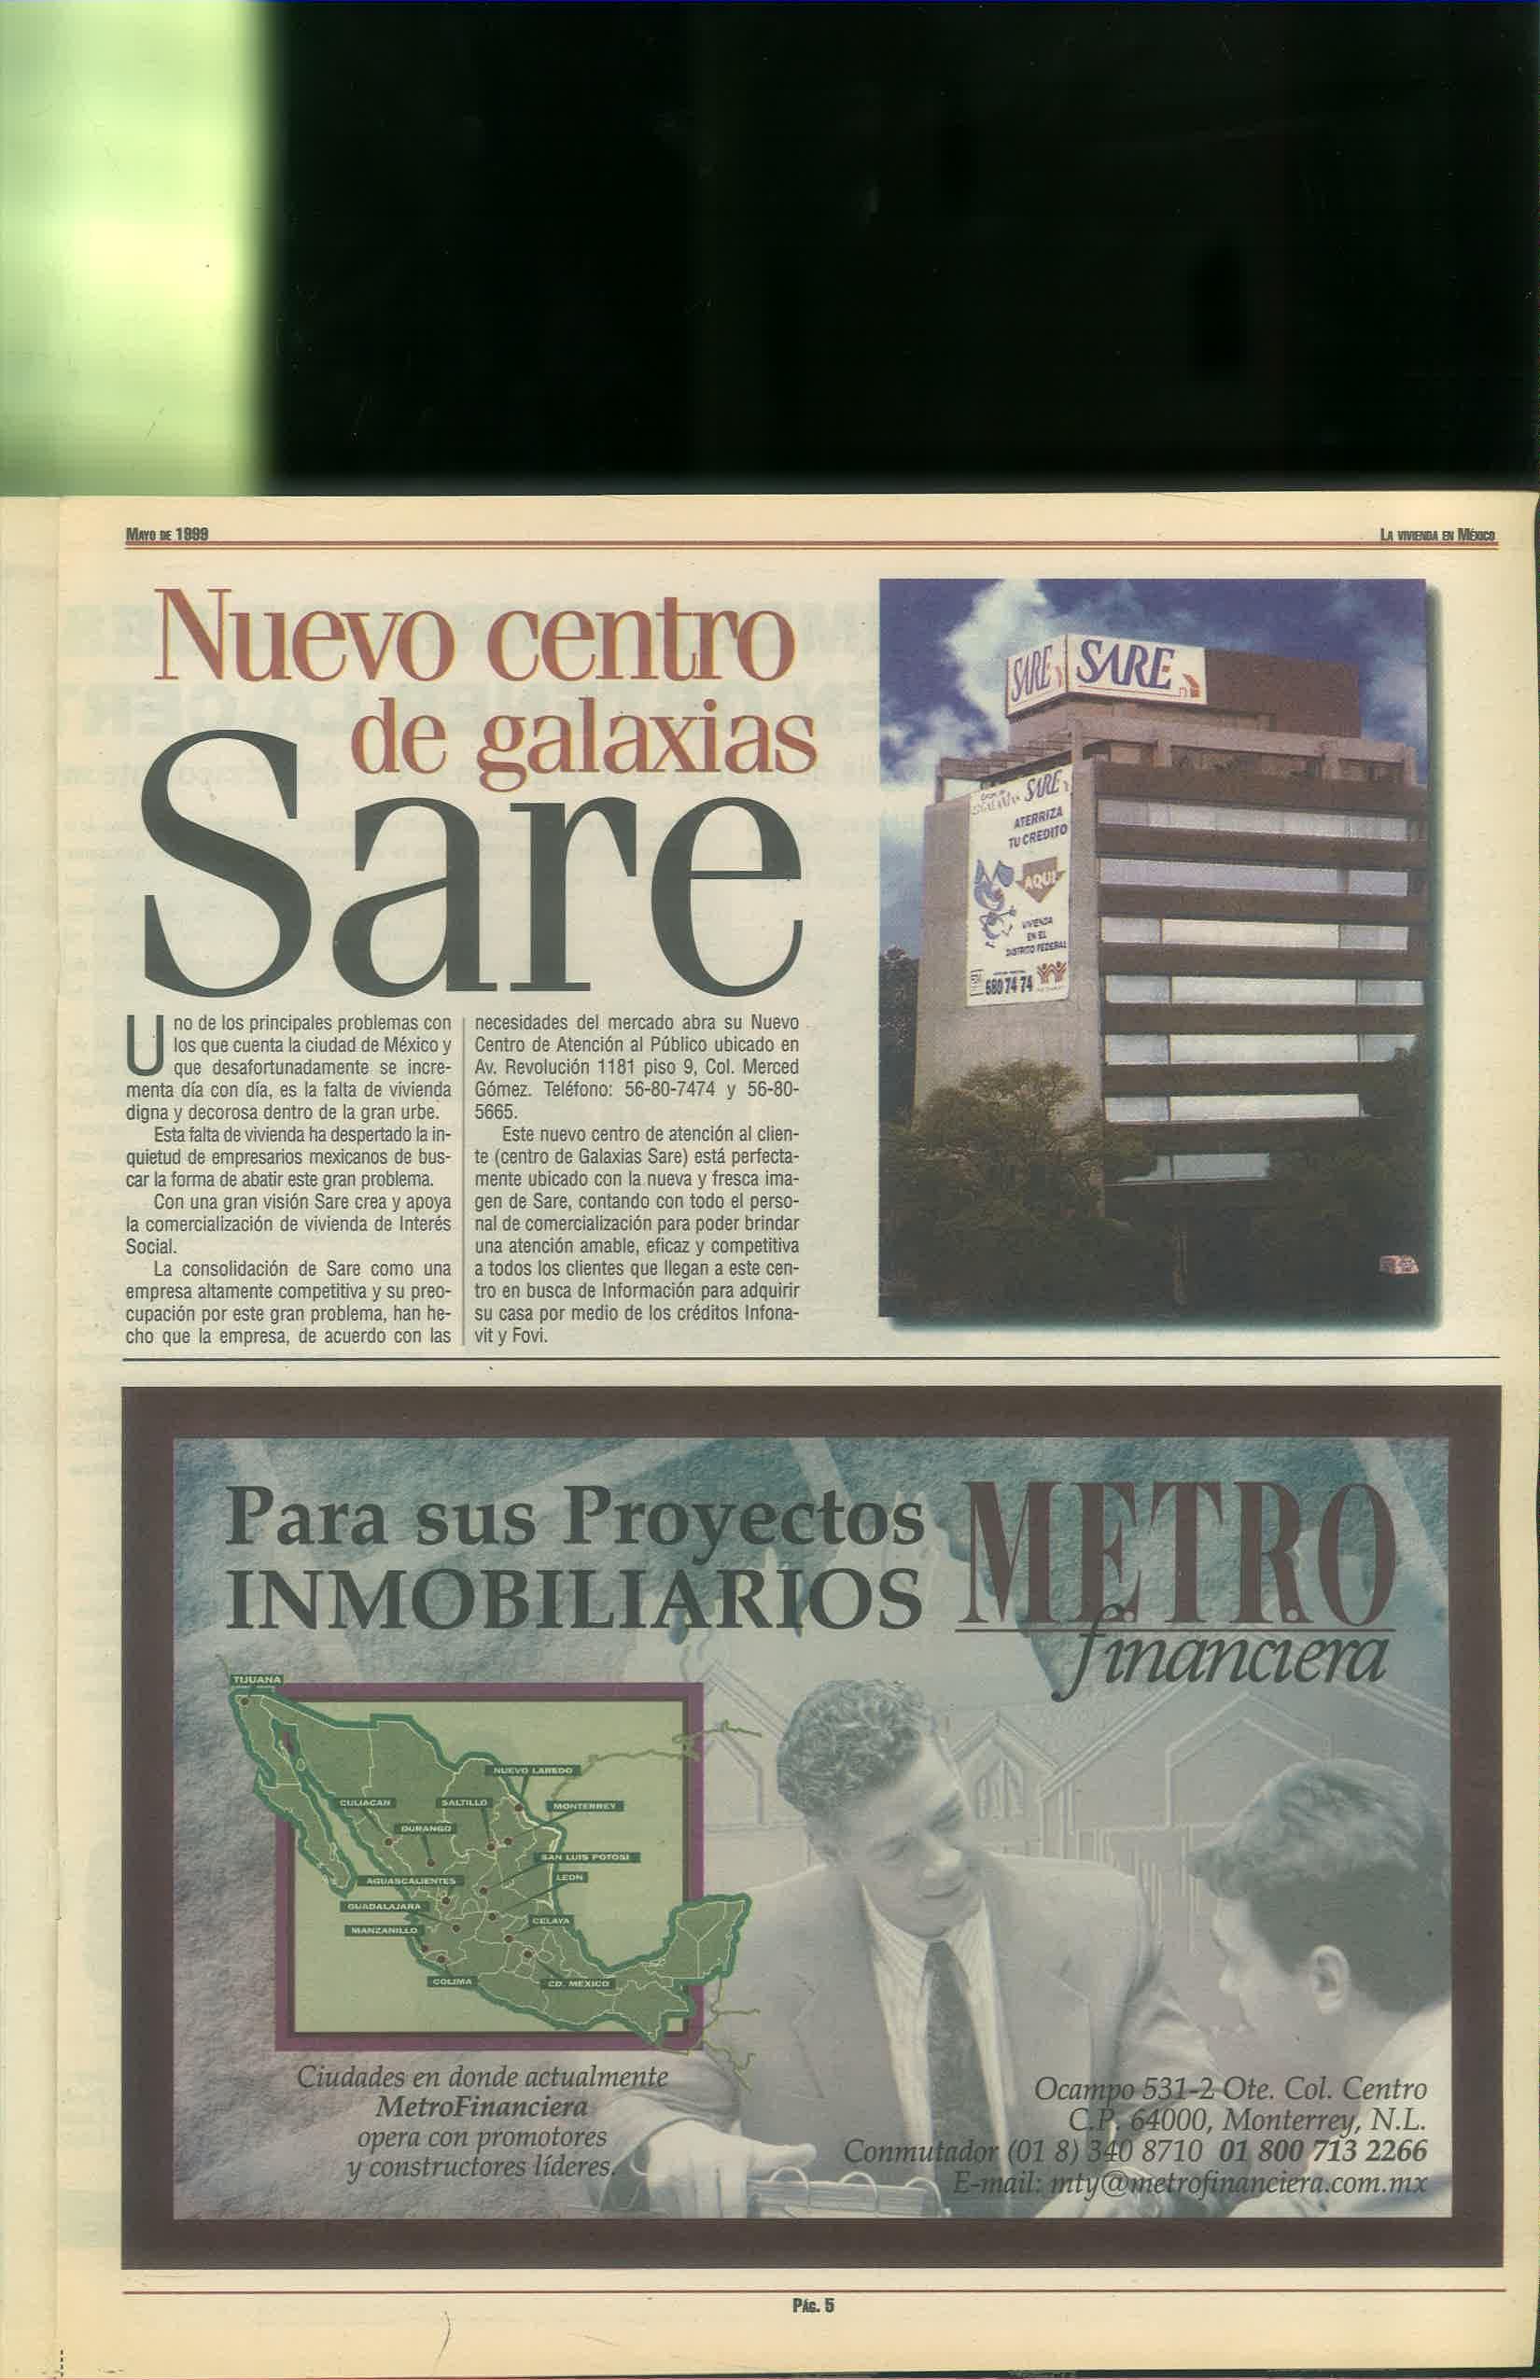 MAYO DE 1999
LA VIVIENDA EN MÉXICO
Nuevo centro
de galaxias
Sare
Uno de los principales problemas con
los que cuenta la ciudad de México y
que desafortunadamente se incre-
menta día con día, es la falta de vivienda
digna y decorosa dentro de la gran urbe.
Esta falta de vivienda ha despertado la in-
quietud de empresarios mexicanos de bus-
car la forma de abatir este gran problema.
Con una gran visión Sare crea y apoya
la comercialización de vivienda de Interés
Social.
La consolidación de Sare como una
empresa altamente competitiva y su preo-
cupación por este gran problema, han he-
cho que la empresa, de acuerdo con las
necesidades del mercado abra su Nuevo
Centro de Atención al Público ubicado en
Av. Revolución 1181 piso 9, Col. Merced
Gómez. Teléfono: 56-80-7474 y 56-80-
5665.
Este nuevo centro de atención al clien-
te (centro de Galaxias Sare) está perfecta-
mente ubicado con la nueva y fresca ima-
gen de Sare, contando con todo el perso-
nal de comercialización para poder brindar
una atención amable, eficaz y competitiva
a todos los clientes que llegan a este cen-
tro en busca de Información para adquirir
su casa por medio de los créditos Infona-
vit y Fovi.
SARE SARE
GALAXIAS SARE
ATERRIZA
TU CREDITO
AQUI
VIVIENDA
EN EL
DISTRITO FEDERAL
680 74 74
Para sus Proyectos
INMOBILIARIOS
METRO
financiera
TIJUANA
NUEVO LAREDO
CULIACAN
SALTILLO
MONTERREY
DURANGO
SAN LUIS POTOSI
LEON
AGUASCALIENTES
GUADALAJARA
CELAYA
MANZANILLO
COLIMA
CD. MEXICO
Ciudades en donde actualmente
MetroFinanciera
opera con promotores
y constructores líderes.
Ocampo 531-2 Ote. Col. Centro
C.P. 64000, Monterrey, N.L.
Conmutador (01 8) 340 8710 01 800 713 2266
E-mail: mty@metrofinanciera.com.mx
PÁG. 5